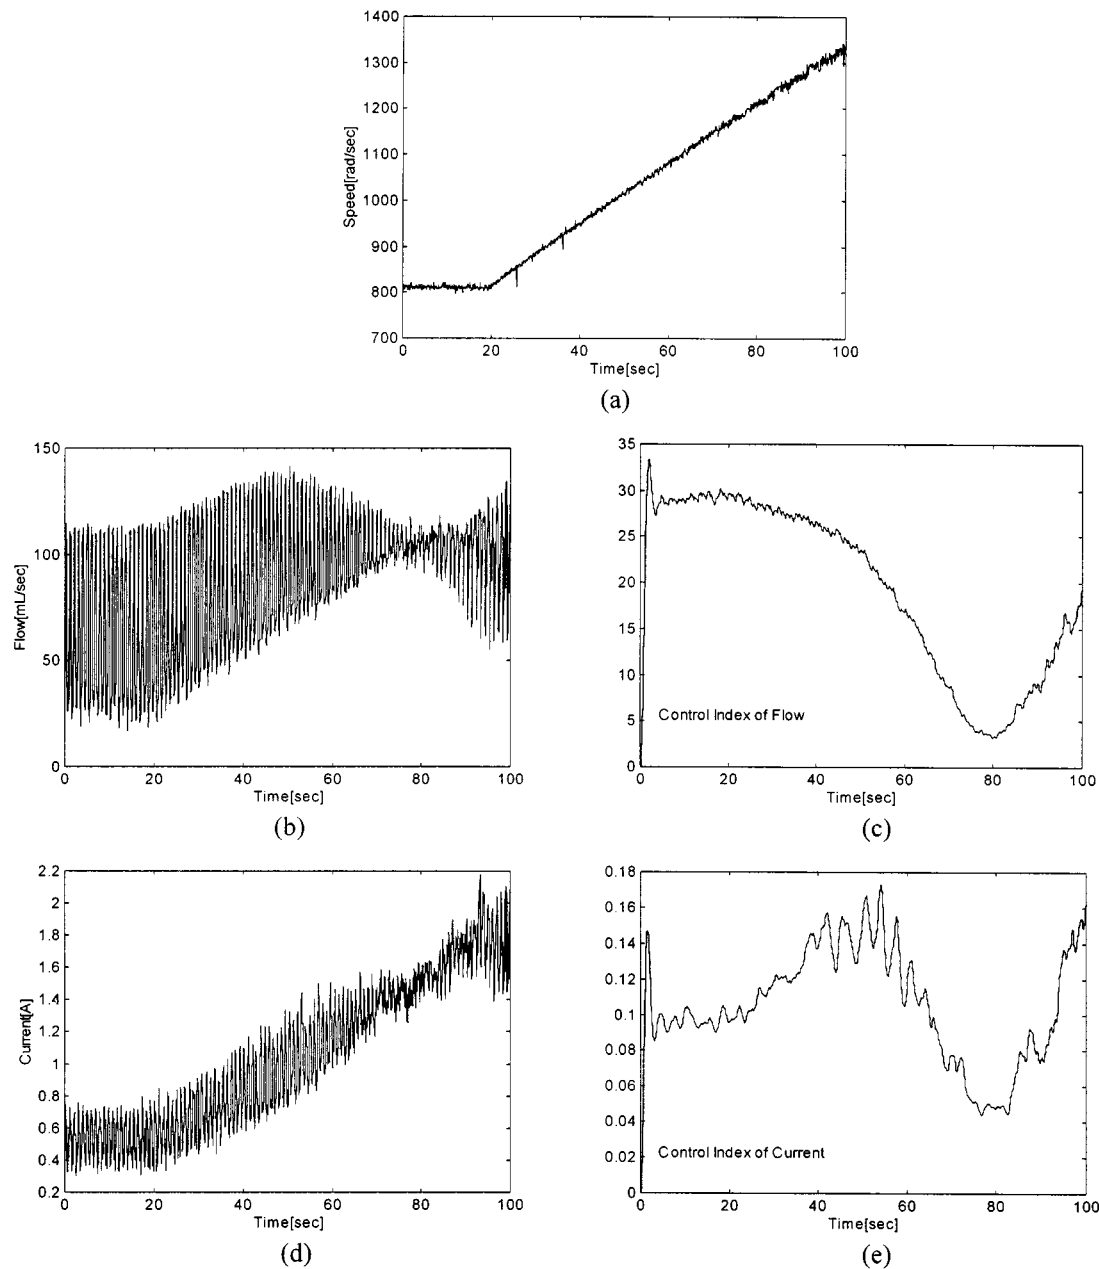 1400
1300
1200
1100
1000
900
800
700
Speed[rad/sec]
0 20 40 60 80 100
Time[sec]
(a)
150
100
50
0
Flow[mL/sec]
0 20 40 60 80 100
Time[sec]
(b)
35
30
25
20
15
10
5
0
Control Index of Flow
0 20 40 60 80 100
Time[sec]
(c)
2.2
2
1.8
1.6
1.4
1.2
1
0.8
0.6
0.4
0.2
Current[A]
0 20 40 60 80 100
Time[sec]
(d)
0.18
0.16
0.14
0.12
0.1
0.08
0.06
0.04
0.02
0
Control Index of Current
0 20 40 60 80 100
Time[sec]
(e)